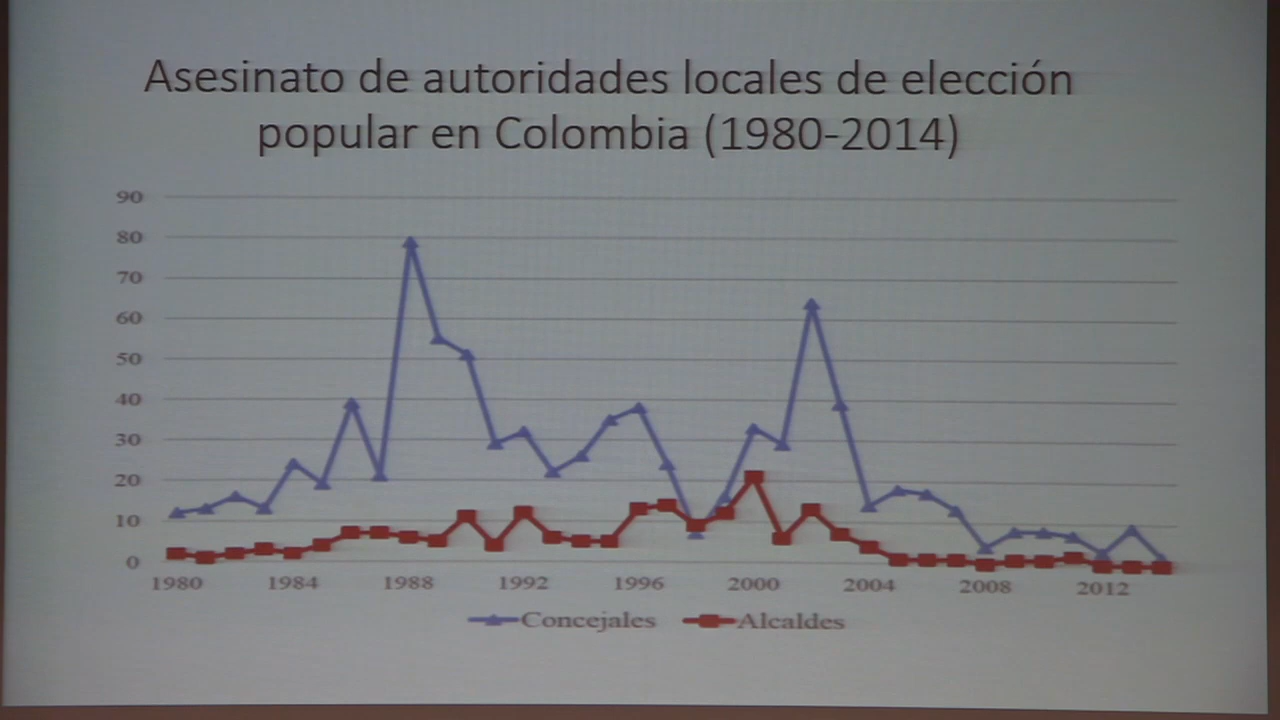 Asesinato de autoridades locales de elección
popular en Colombia (1980-2014)
90
80
70
60
50
40
30
20
10
0
1980 1984 1988 1992 1996 2000 2004 2008 2012
Concejales Alcaldes